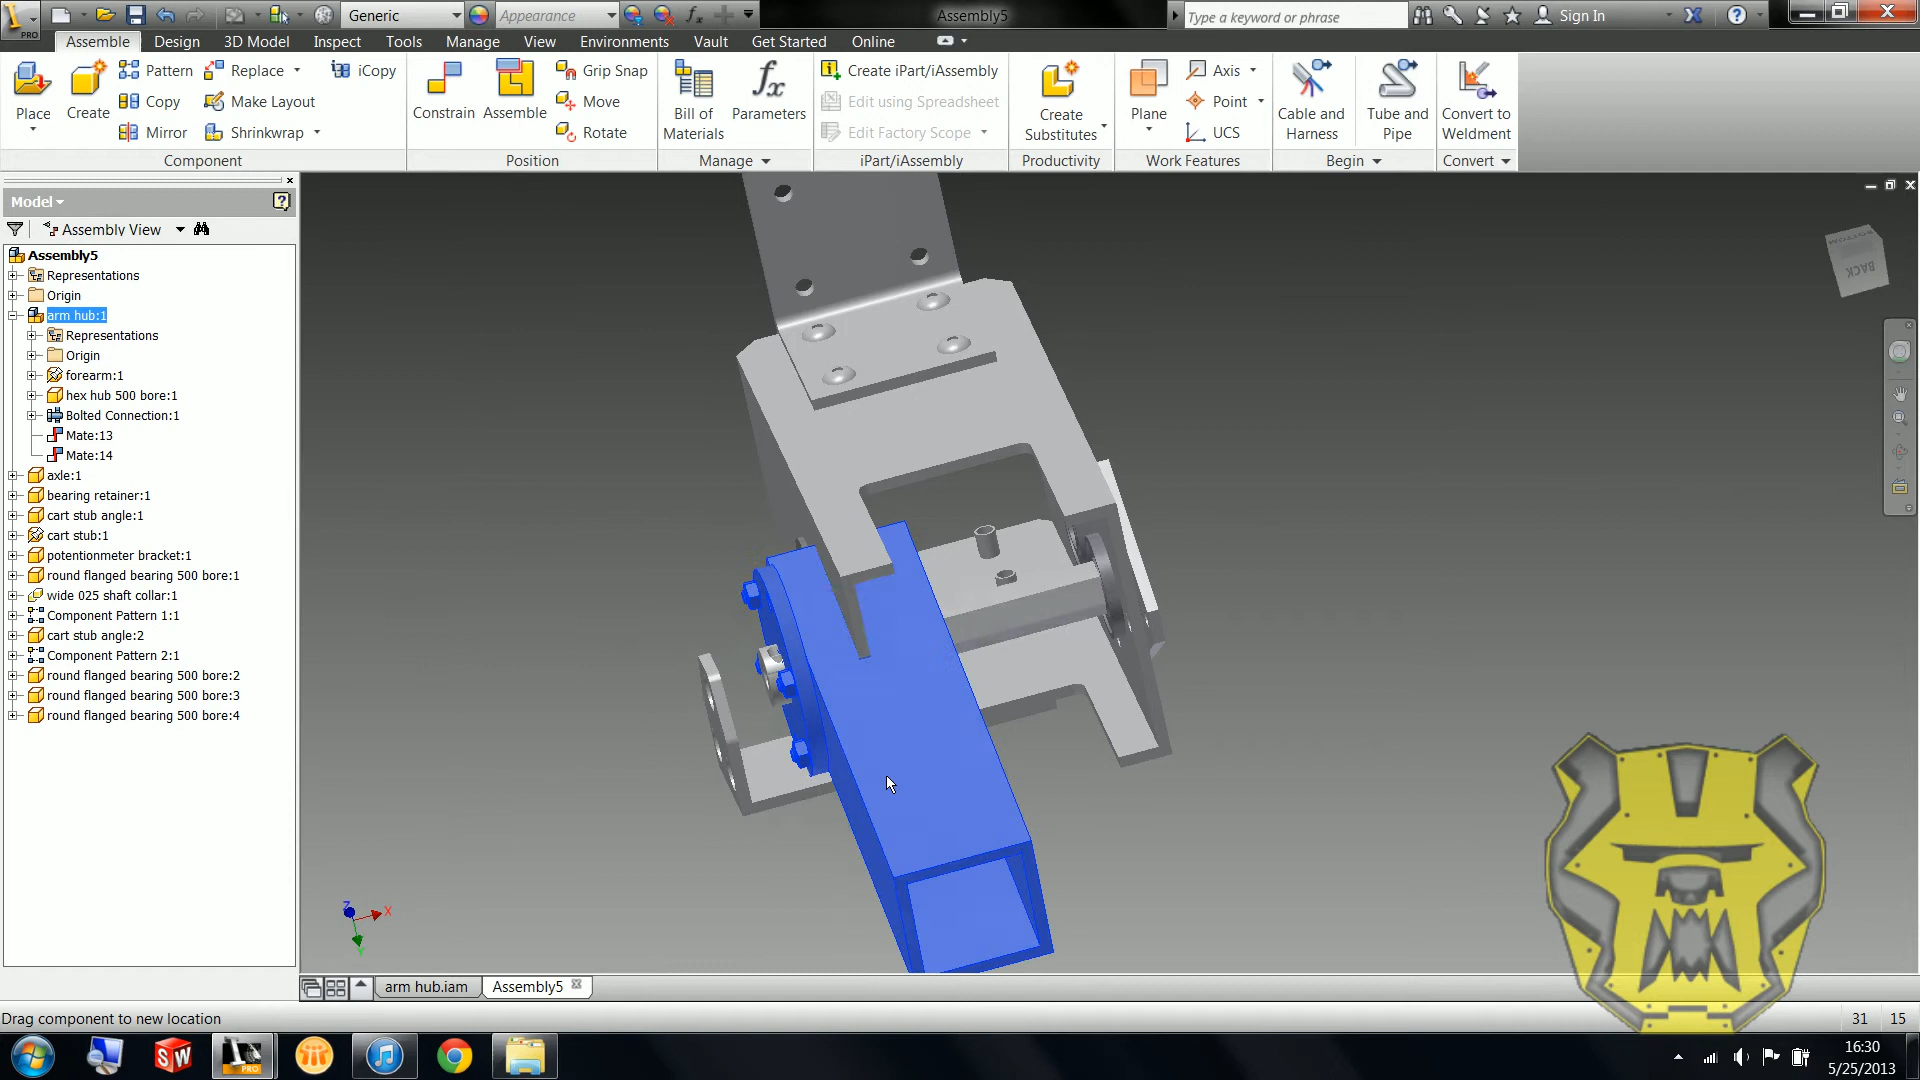 PRO
Generic
Appearance
Assembly5
Type a keyword or phrase
Sign In
Assemble
Design
3D Model
Inspect
Tools
Manage
View
Environments
Vault
Get Started
Online
Place
Create
Pattern
Copy
Mirror
Replace
Make Layout
Shrinkwrap
iCopy
Component
Constrain
Assemble
Grip Snap
Move
Rotate
Position
Bill of
Materials
Parameters
Manage
Create iPart/iAssembly
Edit using Spreadsheet
Edit Factory Scope
iPart/iAssembly
Create
Substitutes
Productivity
Plane
Axis
Point
UCS
Work Features
Cable and
Harness
Tube and
Pipe
Begin
Convert to
Weldment
Convert
Model
Assembly View
Assembly5
Representations
Origin
arm hub:1
Representations
Origin
forearm:1
hex hub 500 bore:1
Bolted Connection:1
Mate:13
Mate:14
axle:1
bearing retainer:1
cart stub angle:1
cart stub:1
potentionmeter bracket:1
round flanged bearing 500 bore:1
wide 025 shaft collar:1
Component Pattern 1:1
cart stub angle:2
Component Pattern 2:1
round flanged bearing 500 bore:2
round flanged bearing 500 bore:3
round flanged bearing 500 bore:4
BOTTOM
BACK
Z
X
Y
arm hub.iam
Assembly5
Drag component to new location
31
15
SW
PRO
16:30
5/25/2013